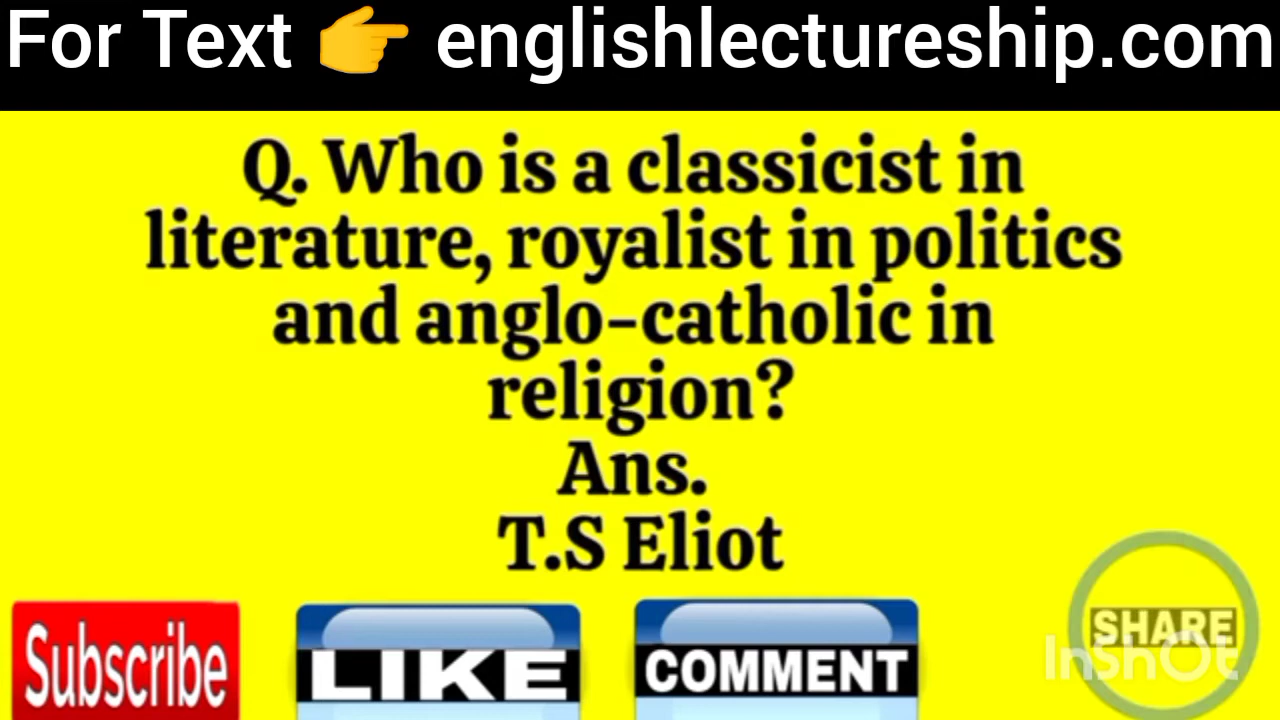 For Text 👉 englishlectureship.com
Q. Who is a classicist in
literature, royalist in politics
and anglo-catholic in
religion?
Ans.
T.S Eliot
Subscribe
LIKE
COMMENT
SHARE
InShOt